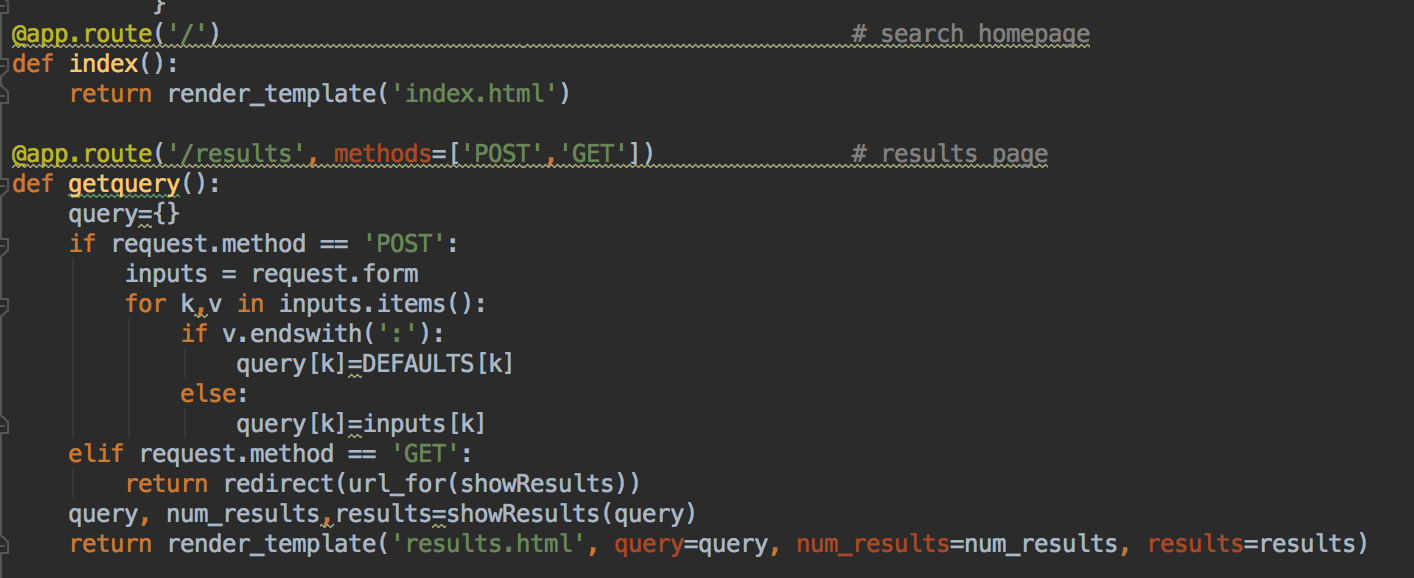 }
@app.route('/')                                             # search homepage
def index():
    return render_template('index.html')

@app.route('/results', methods=['POST','GET'])              # results page
def getquery():
    query={}
    if request.method == 'POST':
        inputs = request.form
        for k,v in inputs.items():
            if v.endswith(':'):
                query[k]=DEFAULTS[k]
            else:
                query[k]=inputs[k]
    elif request.method == 'GET':
        return redirect(url_for(showResults))
    query, num_results,results=showResults(query)
    return render_template('results.html', query=query, num_results=num_results, results=results)